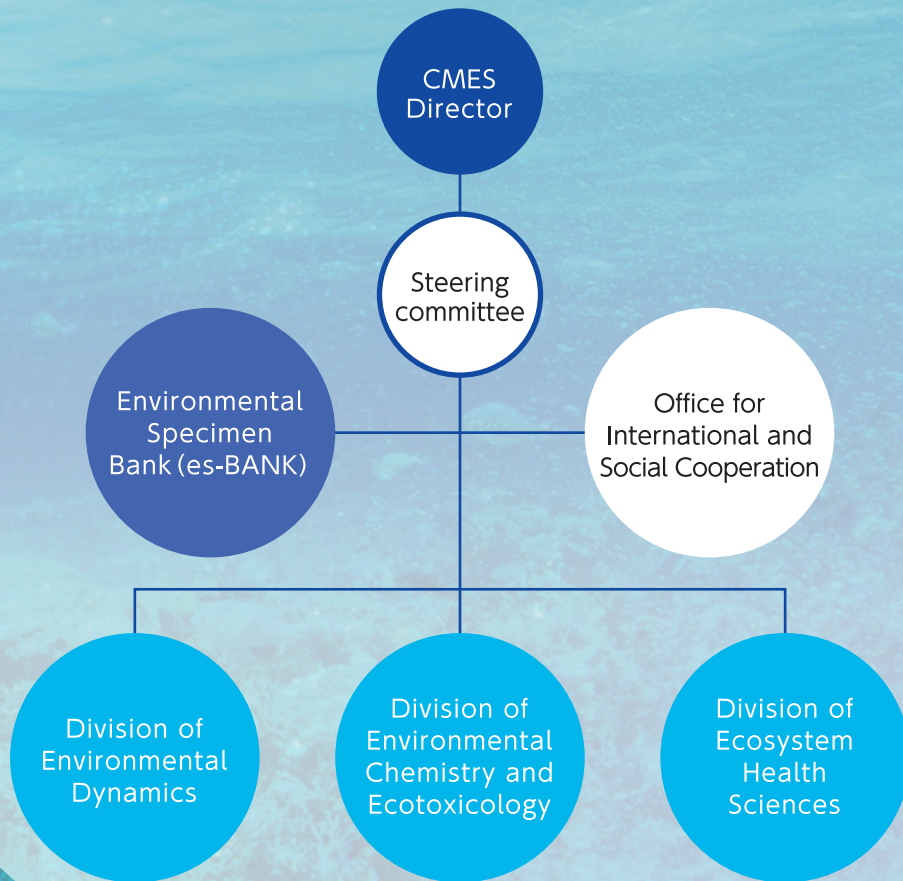 CMES
Director
Steering
committee
Environmental
Specimen
Bank (es-BANK)
Office for
International and
Social Cooperation
Division of
Environmental
Dynamics
Division of
Environmental
Chemistry and
Ecotoxicology
Division of
Ecosystem
Health
Sciences